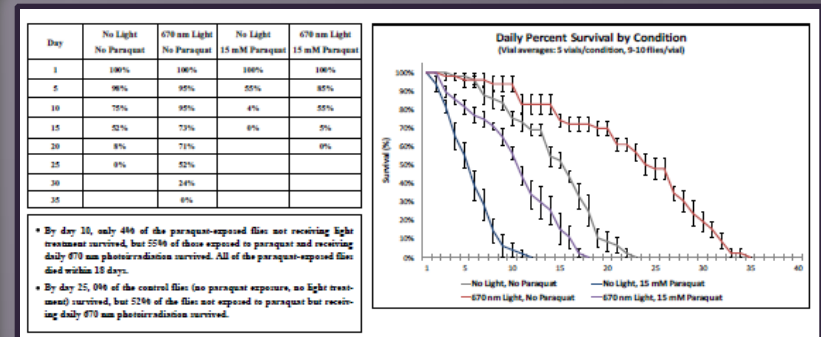 Day No Light No Paraquat 670 nm Light No Paraquat No Light 15 mM Paraquat 670 nm Light 15 mM Paraquat
1 100% 100% 100% 100%
5 98% 95% 55% 85%
10 75% 95% 4% 55%
15 52% 73% 0% 5%
20 8% 71% 0%
25 0% 52%
30 24%
35 0%
• By day 10, only 4% of the paraquat-exposed flies not receiving light
treatment survived, but 55% of those exposed to paraquat and receiving
daily 670 nm photoirradiation survived. All of the paraquat-exposed flies
died within 18 days.
• By day 25, 0% of the control flies (no paraquat exposure, no light treat-
ment) survived, but 52% of the flies not exposed to paraquat but receiv-
ing daily 670 nm photoirradiation survived.
Daily Percent Survival by Condition
(Vial averages: 5 vials/condition, 9-10 flies/vial)
Survival (%)
100%
90%
80%
70%
60%
50%
40%
30%
20%
10%
0%
1 5 10 15 20 25 30 35 40
No Light, No Paraquat No Light, 15 mM Paraquat
670 nm Light, No Paraquat 670 nm Light, 15 mM Paraquat